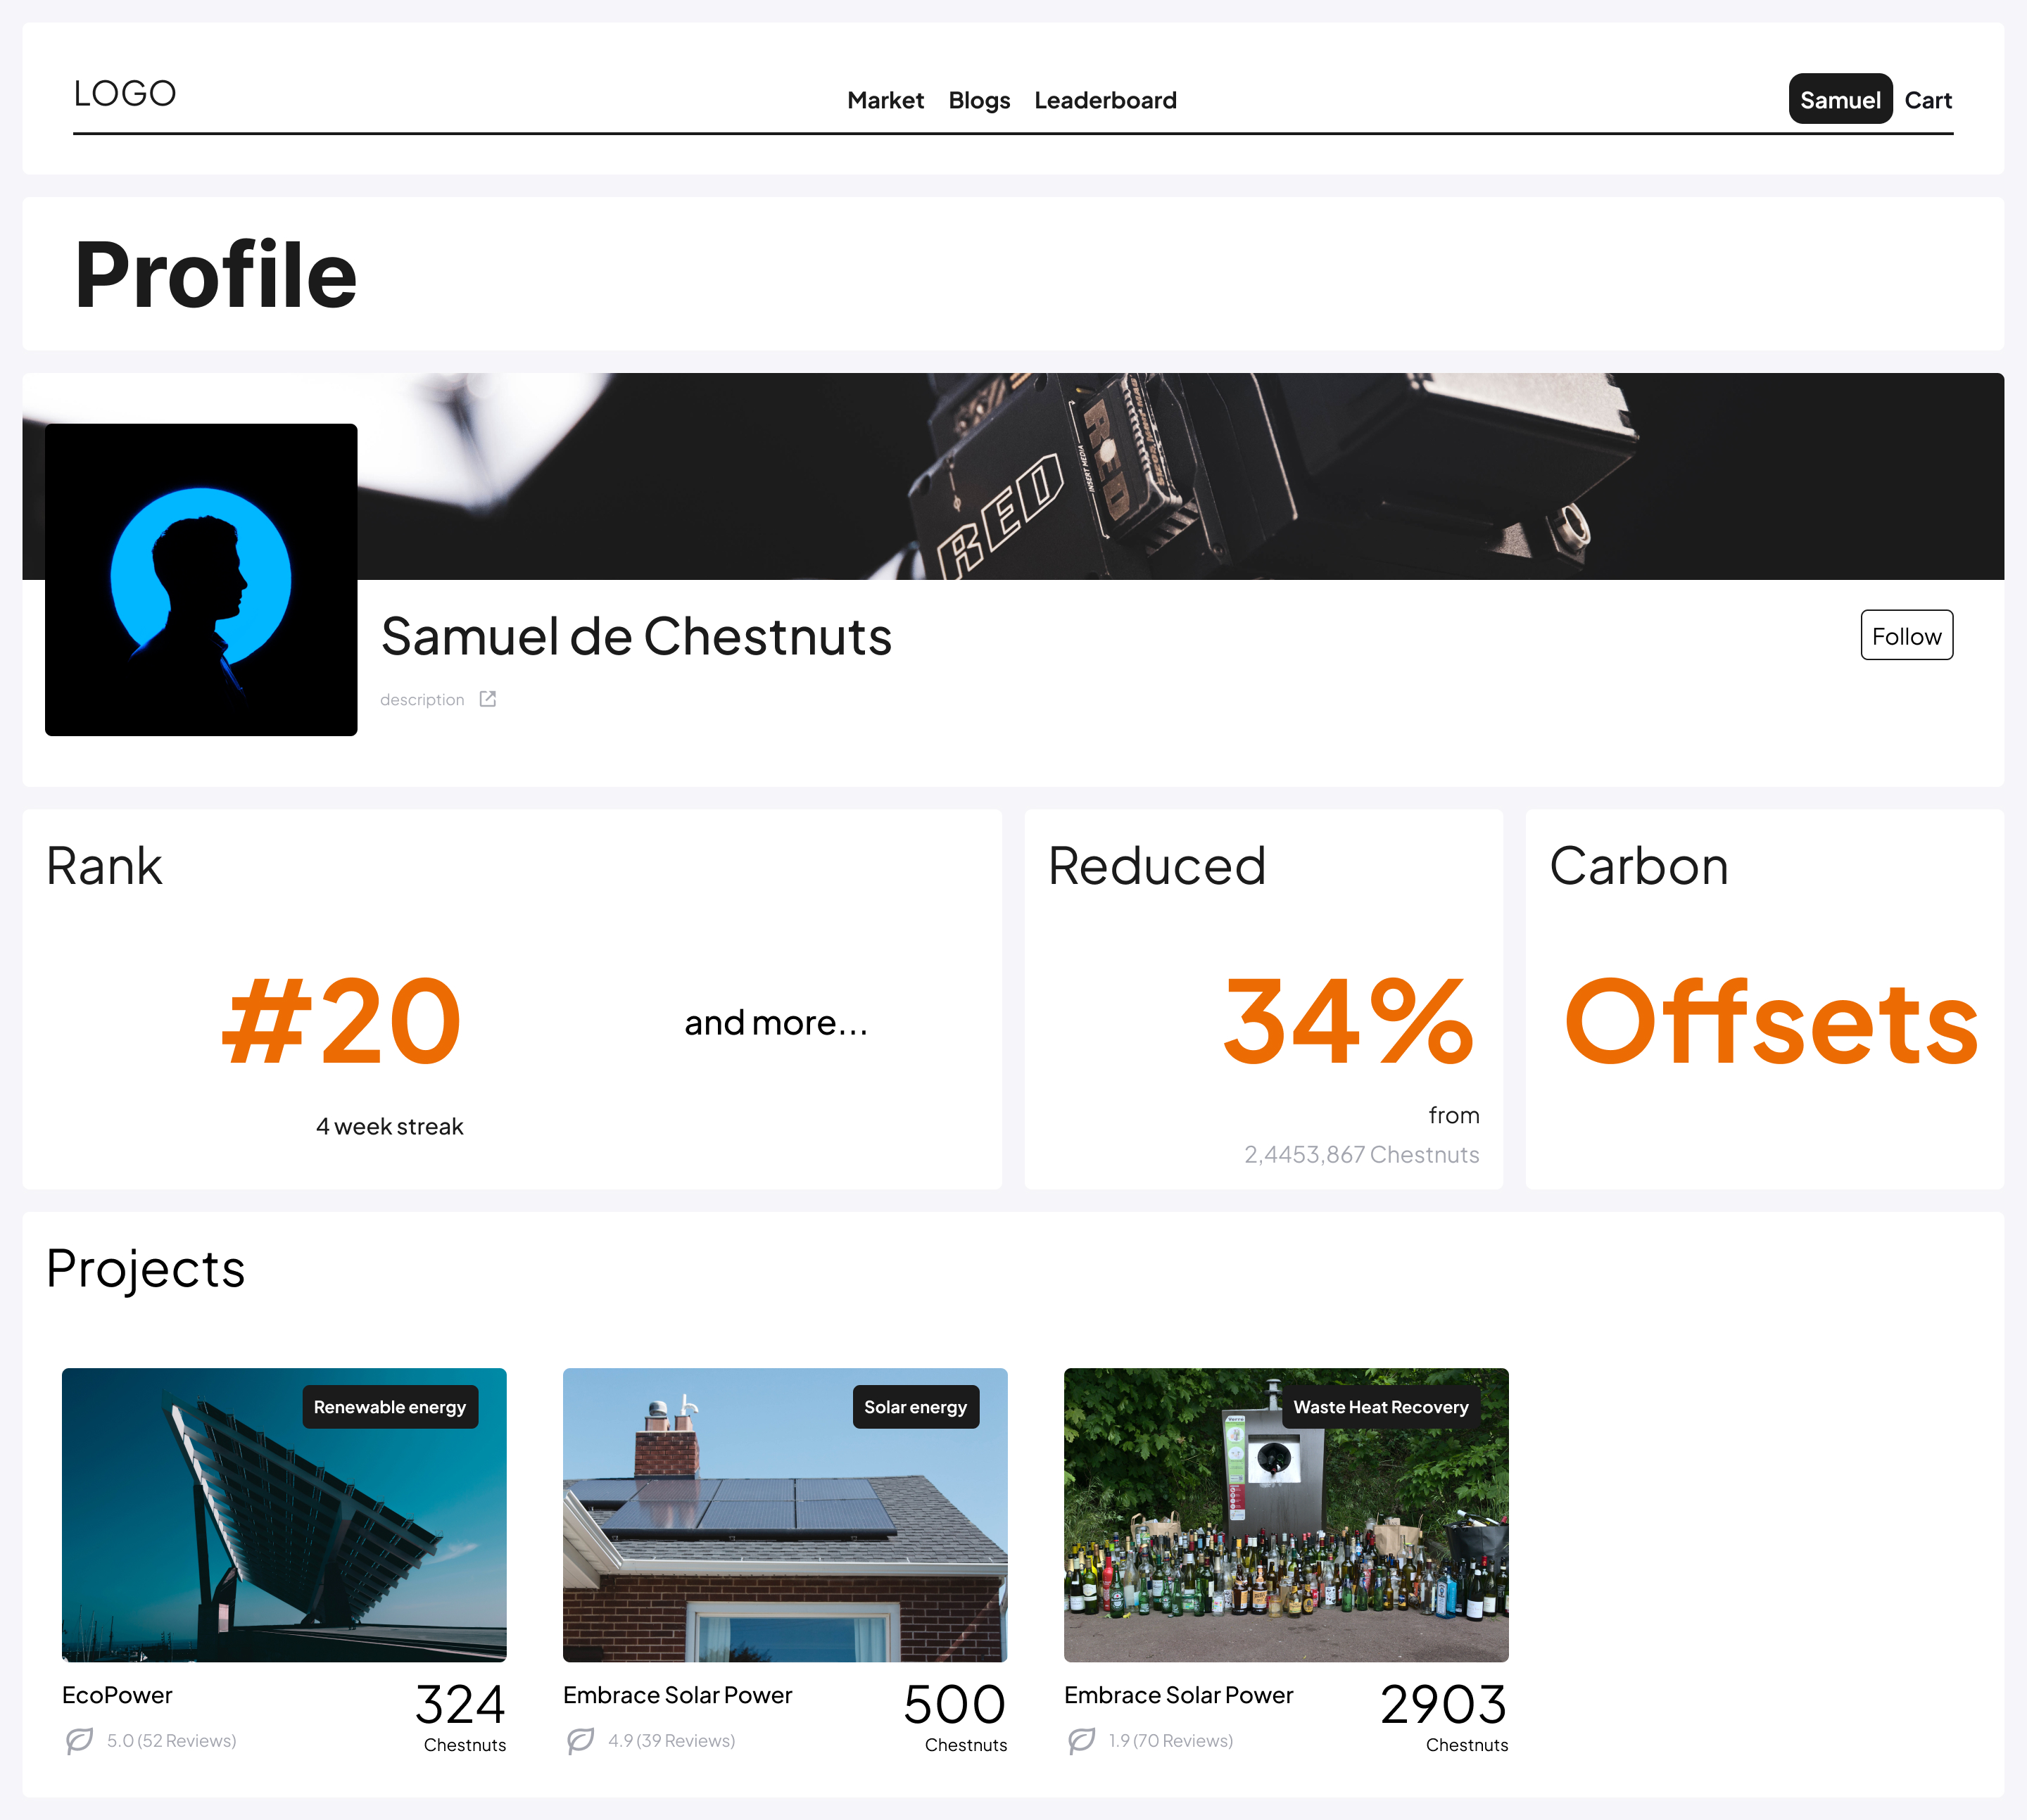 LOGO
Market Blogs Leaderboard
Samuel Cart
Profile
RED
INSERT MEDIA
RED
Samuel de Chestnuts
Follow
description
Rank
#20
4 week streak
and more...
Reduced
34%
from
2,4453,867 Chestnuts
Carbon
Offsets
Projects
Renewable energy
EcoPower
324
5.0 (52 Reviews)
Chestnuts
Solar energy
Embrace Solar Power
500
4.9 (39 Reviews)
Chestnuts
Waste Heat Recovery
Embrace Solar Power
2903
1.9 (70 Reviews)
Chestnuts